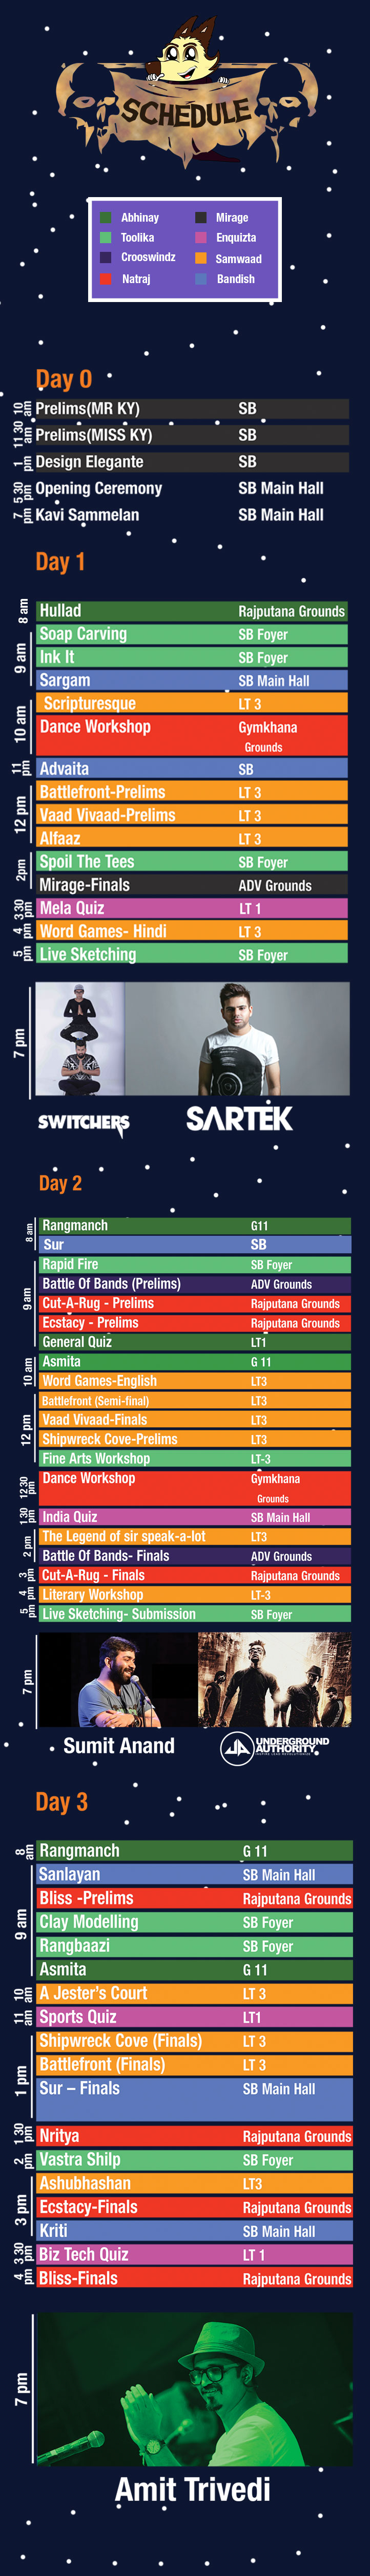 SCHEDULE
Abhinay Mirage
Toolika Enquizta
Crooswindz Samwaad
Natraj Bandish
Day 0
10 am Prelims(MR KY) SB
11 30 am Prelims(MISS KY) SB
1 pm Design Elegante SB
5 30 pm Opening Ceremony SB Main Hall
7 pm Kavi Sammelan SB Main Hall
Day 1
8 am Hullad Rajputana Grounds
9 am Soap Carving SB Foyer
Ink It SB Foyer
Sargam SB Main Hall
10 am Scripturesque LT 3
Dance Workshop Gymkhana
Grounds
11 pm Advaita SB
12 pm Battlefront-Prelims LT 3
Vaad Vivaad-Prelims LT 3
Alfaaz LT 3
2pm Spoil The Tees SB Foyer
Mirage-Finals ADV Grounds
3 30 pm Mela Quiz LT 1
4 pm Word Games- Hindi LT 3
5 pm Live Sketching SB Foyer
7 pm
SWITCHERS SARTEK
Day 2
8 am Rangmanch G11
Sur SB
9 am Rapid Fire SB Foyer
Battle Of Bands (Prelims) ADV Grounds
Cut-A-Rug - Prelims Rajputana Grounds
Ecstacy - Prelims Rajputana Grounds
General Quiz LT1
10 am Asmita G 11
Word Games-English LT3
12 pm Battlefront (Semi-final) LT3
Vaad Vivaad-Finals LT3
Shipwreck Cove-Prelims LT3
Fine Arts Workshop LT-3
12:30 pm Dance Workshop Gymkhana
Grounds
1 30 pm India Quiz SB Main Hall
2 pm The Legend of sir speak-a-lot LT3
Battle Of Bands- Finals ADV Grounds
3 pm Cut-A-Rug - Finals Rajputana Grounds
4 pm Literary Workshop LT-3
5 pm Live Sketching- Submission SB Foyer
7 pm
Sumit Anand UA UNDERGROUND
AUTHORITY
Day 3
8 am Rangmanch G 11
9 am Sanlayan SB Main Hall
Bliss -Prelims Rajputana Grounds
Clay Modelling SB Foyer
Rangbaazi SB Foyer
Asmita G 11
10 am A Jester's Court LT 3
11 am Sports Quiz LT1
1 pm Shipwreck Cove (Finals) LT 3
Battlefront (Finals) LT 3
Sur – Finals SB Main Hall
1 30 pm Nritya Rajputana Grounds
2 pm Vastra Shilp SB Foyer
3 pm Ashubhashan LT3
Ecstacy-Finals Rajputana Grounds
Kriti SB Main Hall
3 30 pm Biz Tech Quiz LT 1
4 pm Bliss-Finals Rajputana Grounds
7 pm
Amit Trivedi